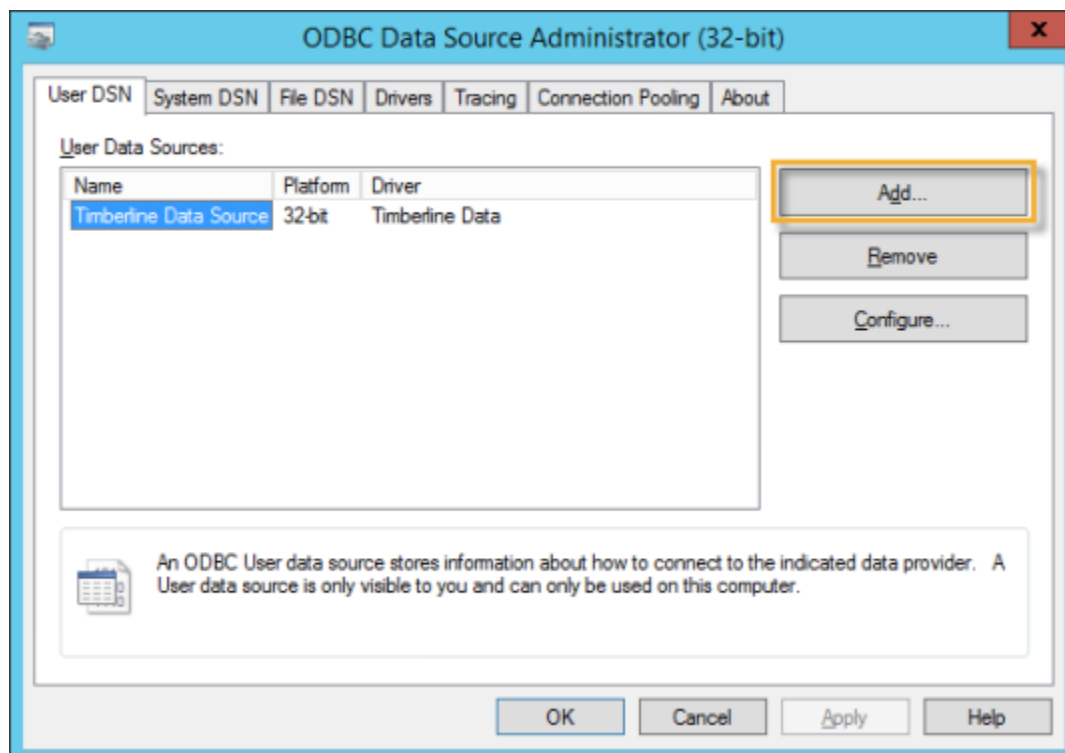 ODBC Data Source Administrator (32-bit)
x
User DSN System DSN File DSN Drivers Tracing Connection Pooling About
User Data Sources:
Name Platform Driver
Add...
Timberline Data Source 32-bit Timberline Data
Remove
Configure...
An ODBC User data source stores information about how to connect to the indicated data provider. A
User data source is only visible to you and can only be used on this computer.
OK Cancel Apply Help